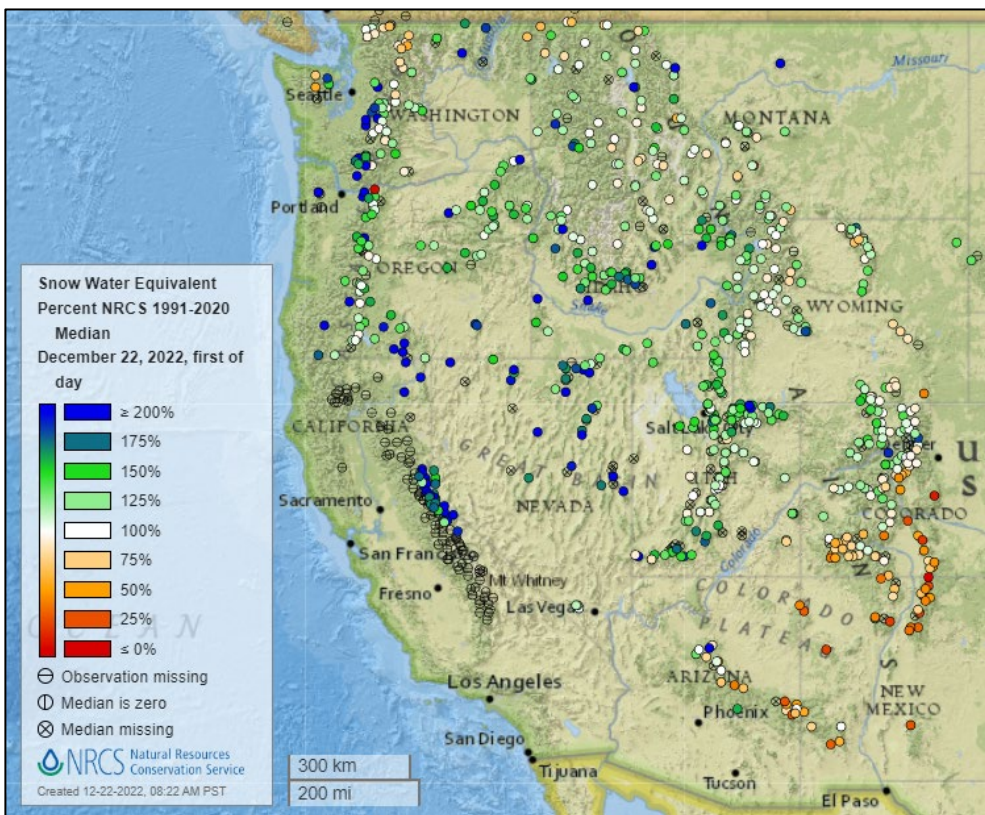 Snow Water Equivalent
Percent NRCS 1991-2020
Median
December 22, 2022, first of
day
≥ 200%
175%
150%
125%
100%
75%
50%
25%
≤ 0%
Observation missing
Median is zero
Median missing
NRCS Natural Resources
Conservation Service
Created 12-22-2022, 08:22 AM PST
300 km
200 mi
Missouri
Seattle
WASHINGTON
MONTANA
Portland
OREGON
Snake
WYOMING
CALIFORNIA
Salt Lake City
GREAT BASIN
UTAH
NEVADA
U
S
COLORADO
Sacramento
San Francisco
Colorado
Mt Whitney
Fresno
Las Vegas
COLORADO
PLATEAU
OCEAN
Los Angeles
ARIZONA
NEW
MEXICO
Phoenix
San Diego
Tijuana
Tucson
El Paso